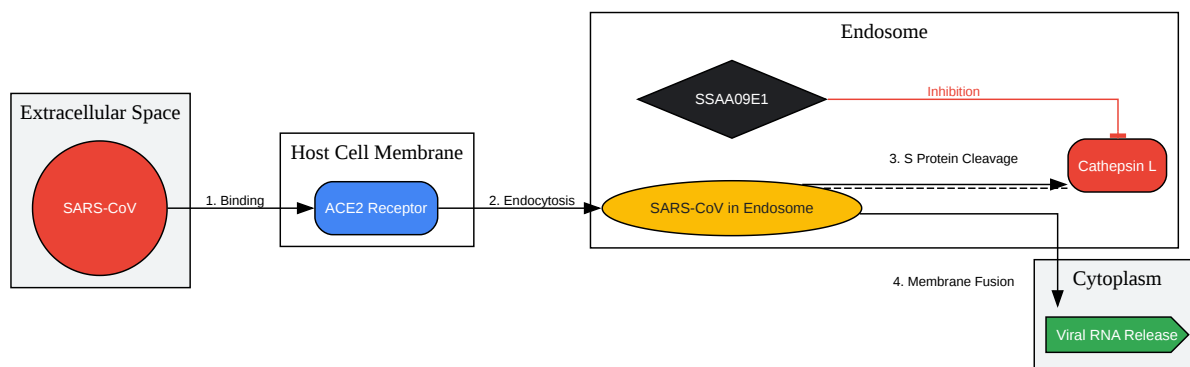 Extracellular Space
SARS-CoV
1. Binding
Host Cell Membrane
ACE2 Receptor
2. Endocytosis
Endosome
SSAA09E1
Inhibition
3. S Protein Cleavage
Cathepsin L
SARS-CoV in Endosome
4. Membrane Fusion
Cytoplasm
Viral RNA Release